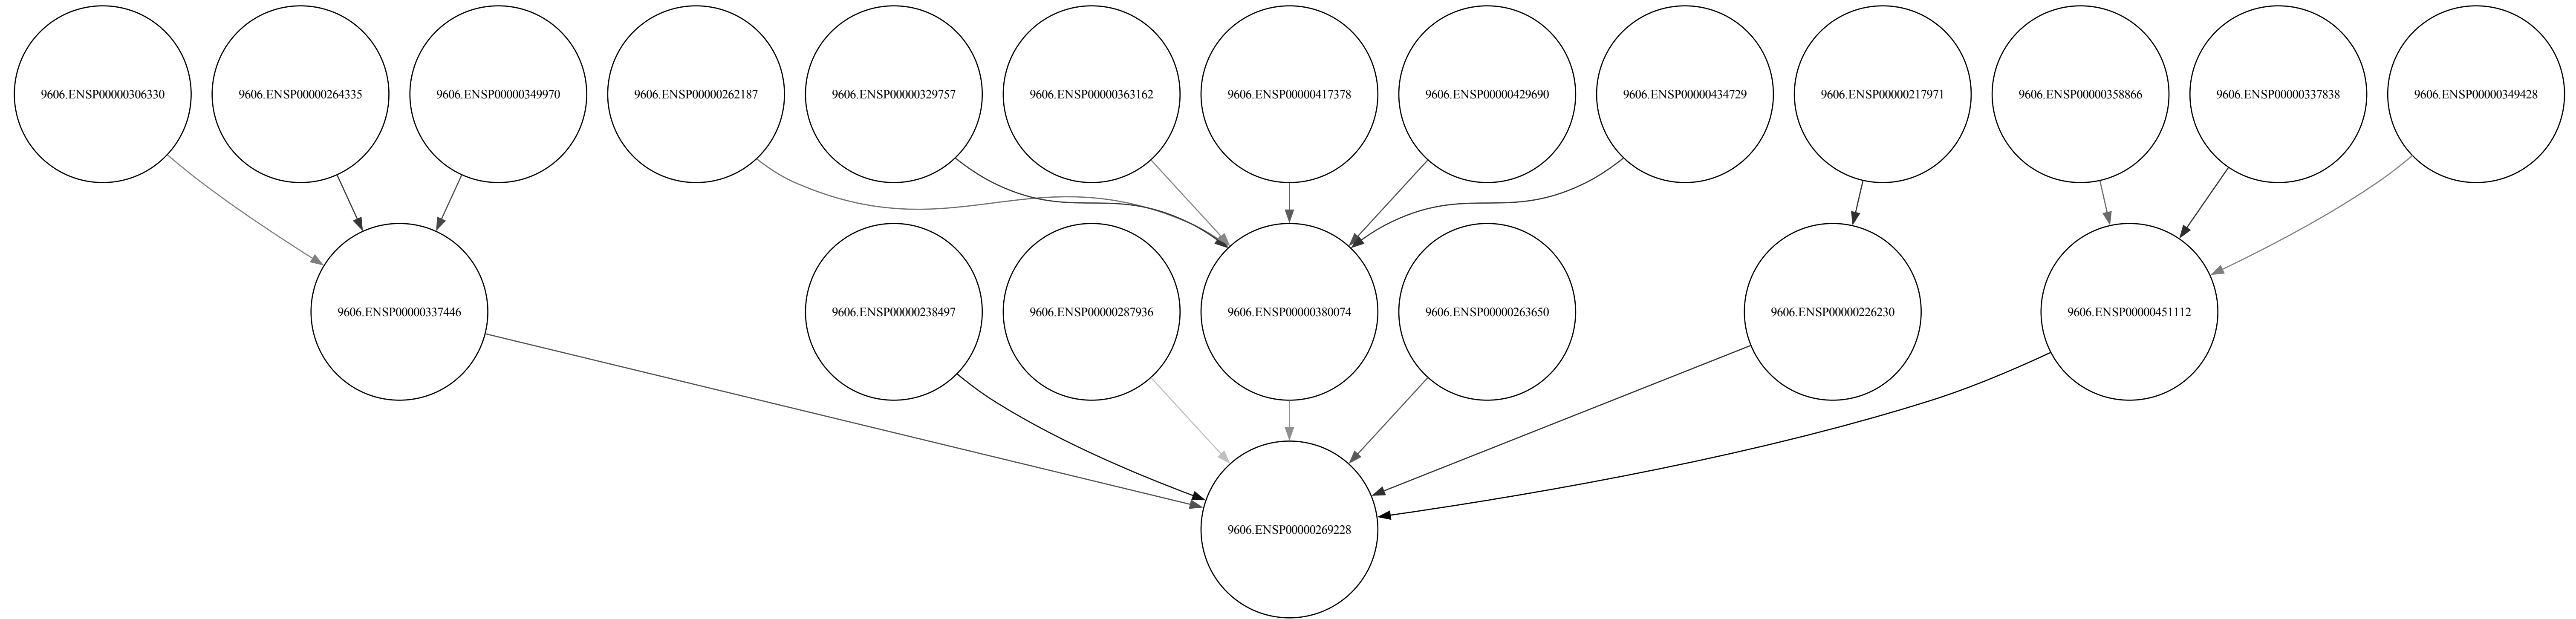 9606.ENSP00000306330
9606.ENSP00000264335
9606.ENSP00000349970
9606.ENSP00000262187
9606.ENSP00000329757
9606.ENSP00000363162
9606.ENSP00000417378
9606.ENSP00000429690
9606.ENSP00000434729
9606.ENSP00000217971
9606.ENSP00000358866
9606.ENSP00000337838
9606.ENSP00000349428
9606.ENSP00000337446
9606.ENSP00000238497
9606.ENSP00000287936
9606.ENSP00000380074
9606.ENSP00000263650
9606.ENSP00000226230
9606.ENSP00000451112
9606.ENSP00000269228